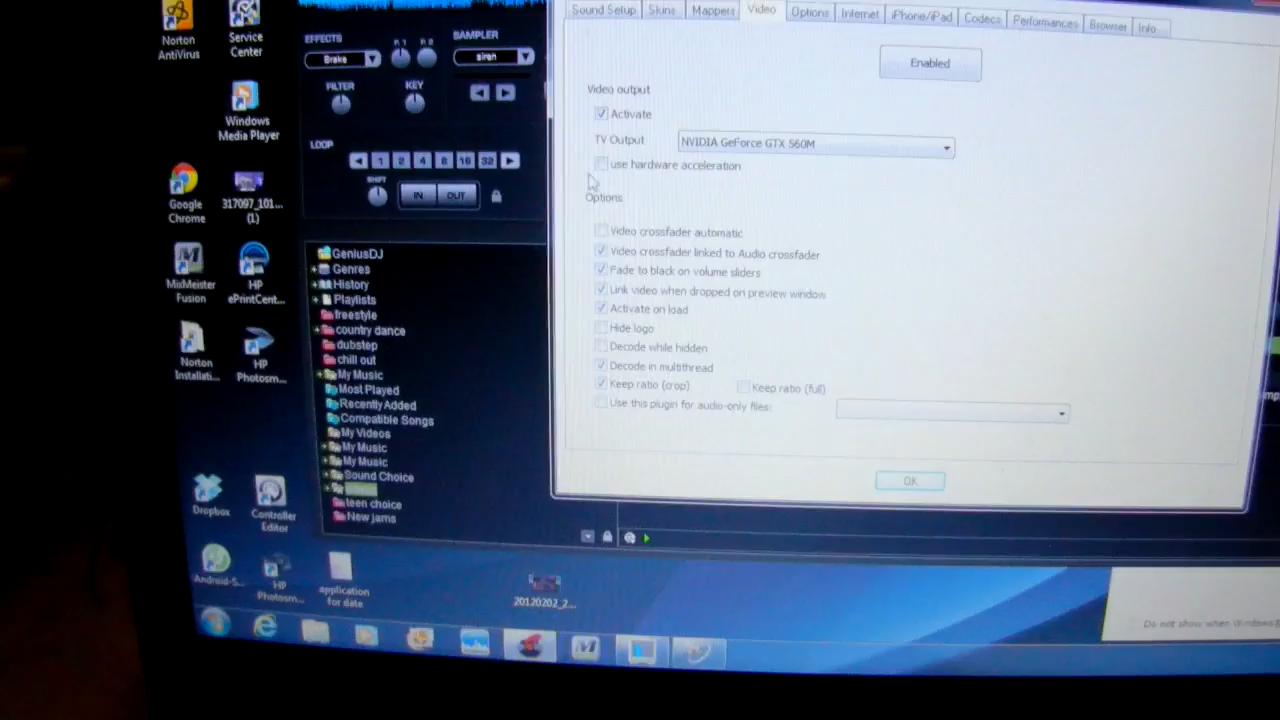 Norton
AntiVirus
Service
Center
Windows
Media Player
Google
Chrome
317097_101...
(1)
MixMeister
Fusion
HP
ePrintCent...
Norton
Installati...
HP
Photosm...
Dropbox
Controller
Editor
Android-S...
HP
Photosm...
application
for date
20120202_2...
EFFECTS
Brake
P. 1 P. 2
SAMPLER
siren
FILTER
KEY
LOOP
1 2 4 8 16 32
SHIFT
IN OUT
GeniusDJ
Genres
History
Playlists
freestyle
country dance
dubstep
chill out
My Music
Most Played
Recently Added
Compatible Songs
My Videos
My Music
My Music
Sound Choice
teen choice
New jams
Sound Setup Skins Mappers Video Options Internet iPhone/iPad Codecs Performances Browser Info
Enabled
Video output
Activate
TV Output NVIDIA GeForce GTX 560M
use hardware acceleration
Options
Video crossfader automatic
Video crossfader linked to Audio crossfader
Fade to black on volume sliders
Link video when dropped on preview window
Activate on load
Hide logo
Decode while hidden
Decode in multithread
Keep ratio (crop) Keep ratio (full)
Use this plugin for audio-only files:
OK
Do not show when Windows